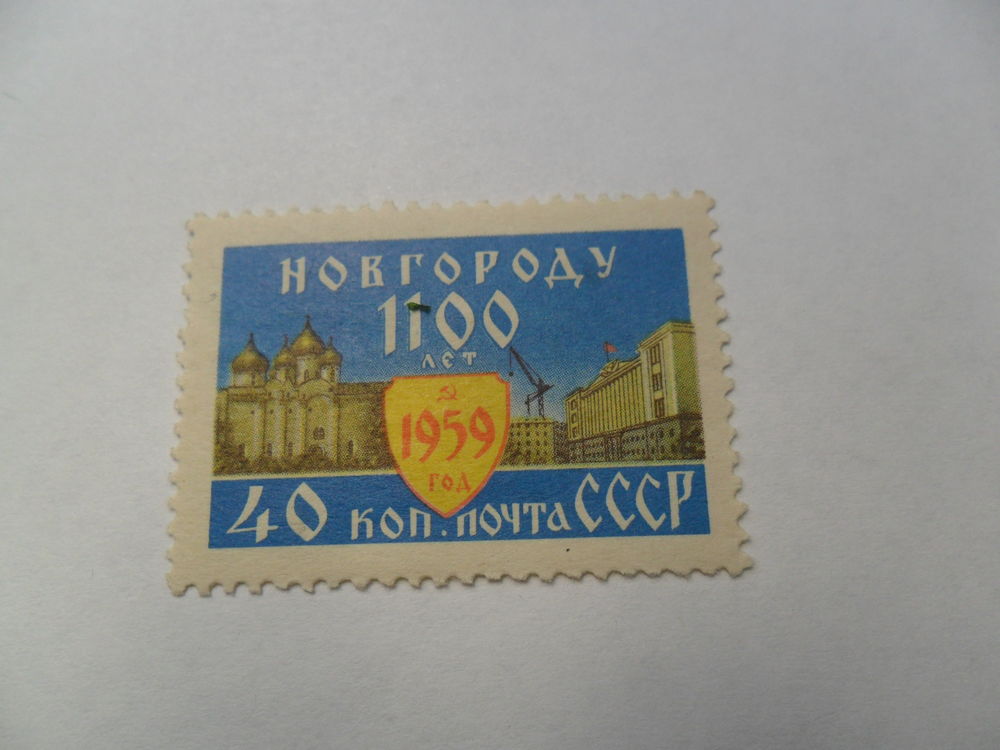 НОВГОРОДУ
1100
ЛЕТ
1959
ГОД
40 КОП. ПОЧТА СССР